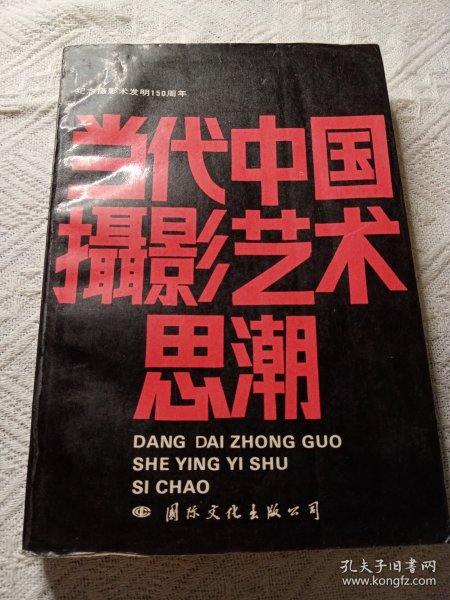 纪念摄影术发明150周年
当代中国
攝影艺术
思潮
DANG DAI ZHONG GUO
SHE YING YI SHU
SI CHAO
国际文化出版公司
孔夫子旧书网
www.kongfz.com